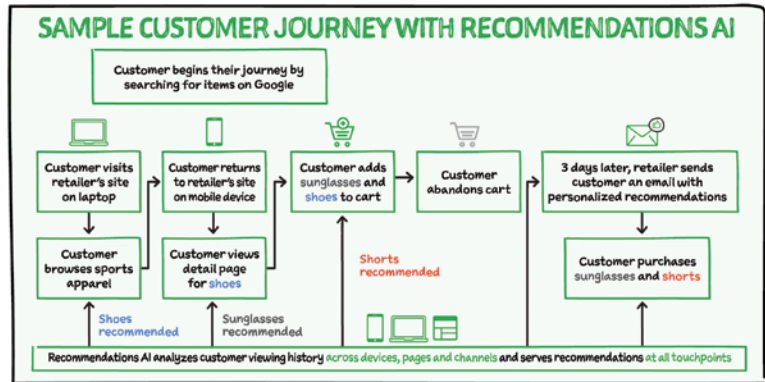 SAMPLE CUSTOMER JOURNEY WITH RECOMMENDATIONS AI
Customer begins their journey by
searching for items on Google
Customer visits
retailer's site
on laptop
Customer
browses sports
apparel
Shoes
recommended
Customer returns
to retailer's site
on mobile device
Customer views
detail page
for shoes
Sunglasses
recommended
Customer adds
sunglasses and
shoes to cart
Shorts
recommended
Customer
abandons cart
3 days later, retailer sends
customer an email with
personalized recommendations
Customer purchases
sunglasses and shorts
Recommendations AI analyzes customer viewing history across devices, pages and channels and serves recommendations at all touchpoints